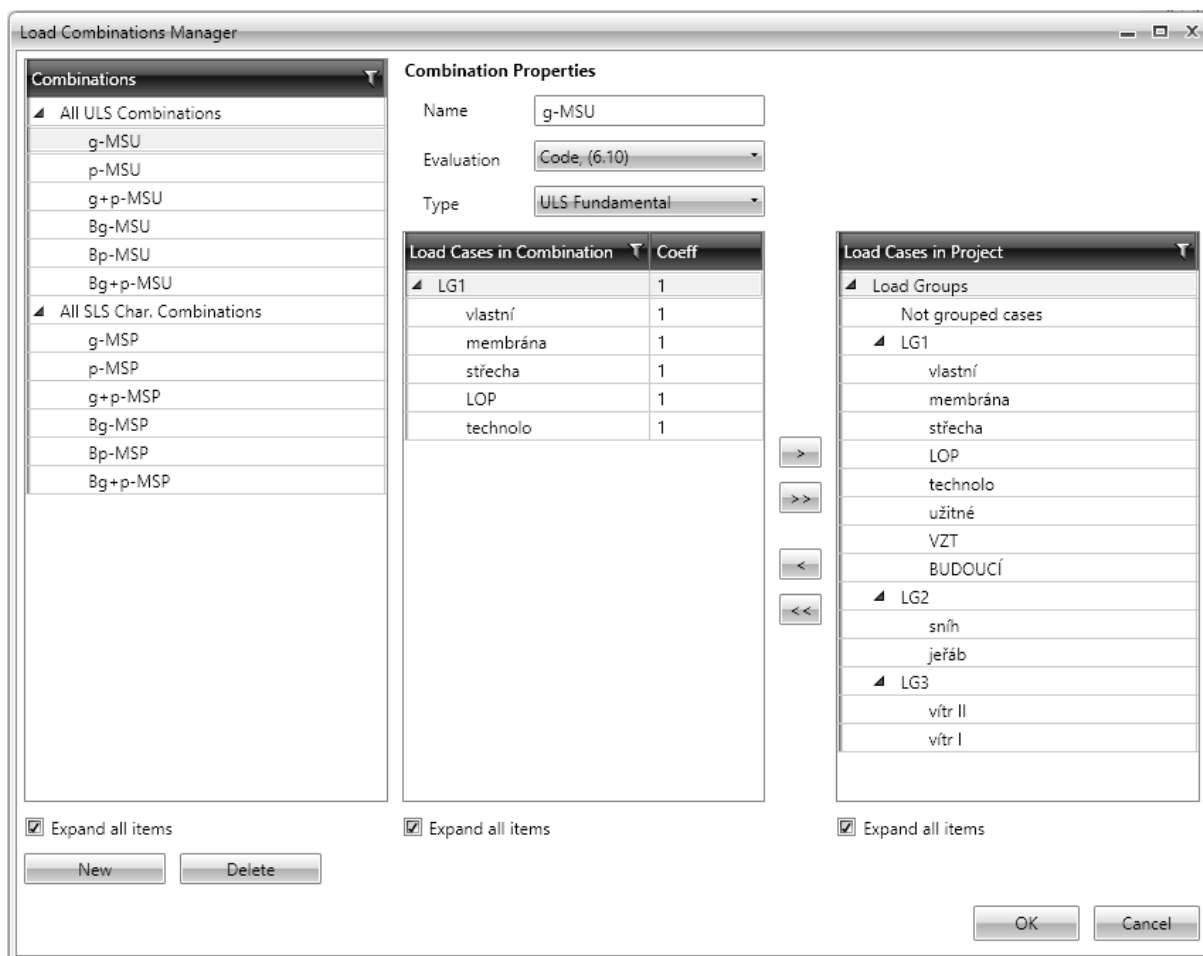 Load Combinations Manager
Combinations
All ULS Combinations
g-MSU
p-MSU
g+p-MSU
Bg-MSU
Bp-MSU
Bg+p-MSU
All SLS Char. Combinations
g-MSP
p-MSP
g+p-MSP
Bg-MSP
Bp-MSP
Bg+p-MSP
Expand all items
New Delete
Combination Properties
Name g-MSU
Evaluation Code, (6.10)
Type ULS Fundamental
Load Cases in Combination Coeff
LG1 1
vlastní 1
membrána 1
střecha 1
LOP 1
technolo 1
Expand all items
>
>>
<
<<
Load Cases in Project
Load Groups
Not grouped cases
LG1
vlastní
membrána
střecha
LOP
technolo
užitné
VZT
BUDOUCÍ
LG2
sníh
jeřáb
LG3
vítr II
vítr I
Expand all items
OK Cancel